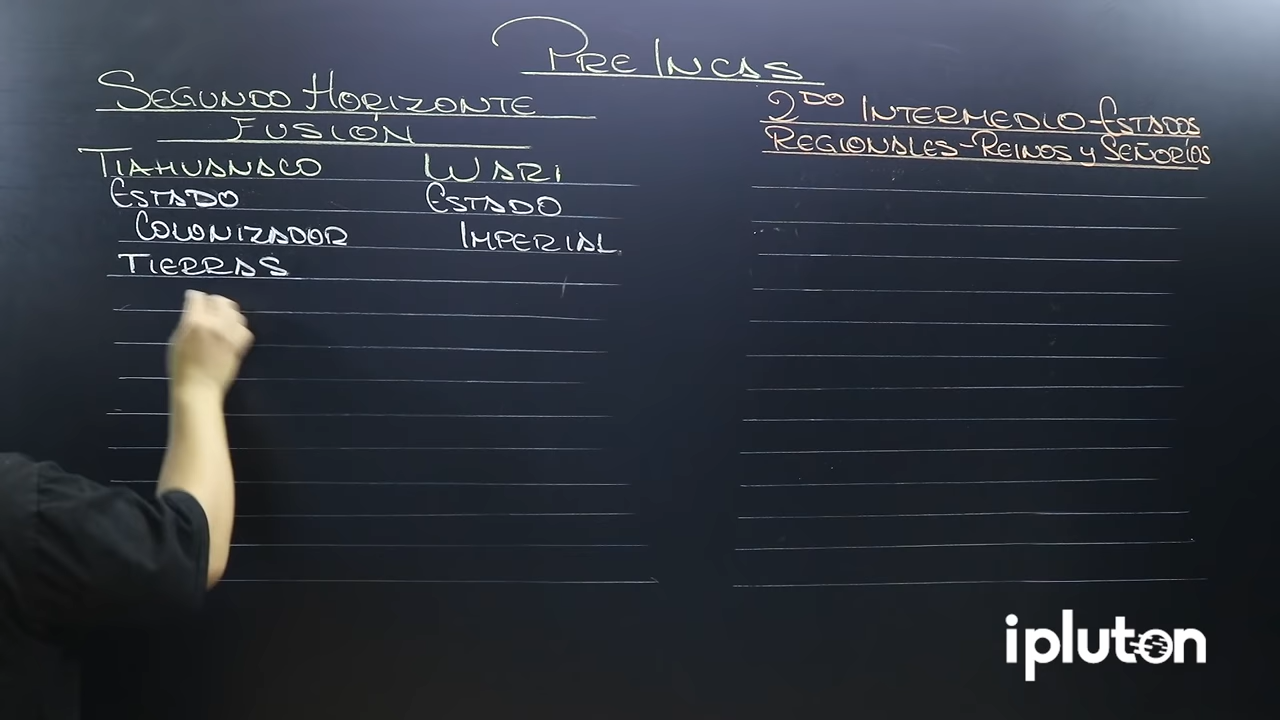 PRE INCAS
SEGUNDO HORIZONTE
FUSIÓN
TIAHUANACO WARI
ESTADO ESTADO
COLONIZADOR IMPERIAL
TIERRAS
2DO INTERMEDIO-ESTADOS
REGIONALES-REINOS y SEÑORÍOS
ipluton